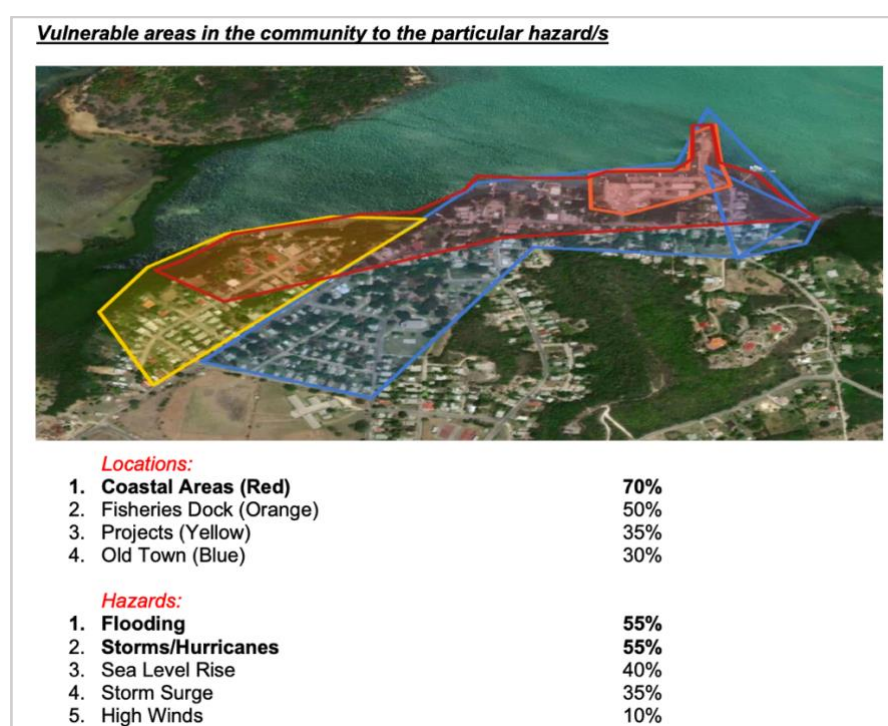 Vulnerable areas in the community to the particular hazard/s
Locations:
1. Coastal Areas (Red) 70%
2. Fisheries Dock (Orange) 50%
3. Projects (Yellow) 35%
4. Old Town (Blue) 30%
Hazards:
1. Flooding 55%
2. Storms/Hurricanes 55%
3. Sea Level Rise 40%
4. Storm Surge 35%
5. High Winds 10%